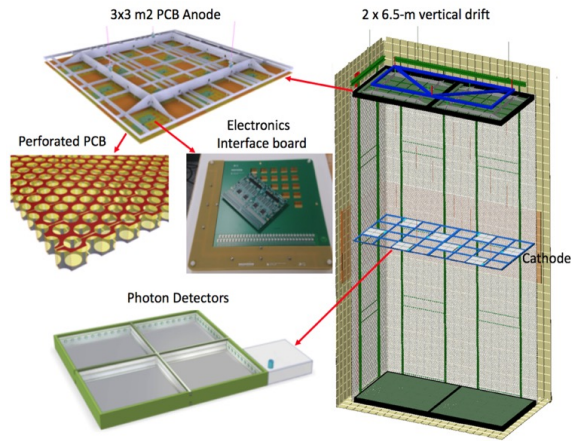 3x3 m2 PCB Anode
2 x 6.5-m vertical drift
Perforated PCB
Electronics
Interface board
Cathode
Photon Detectors